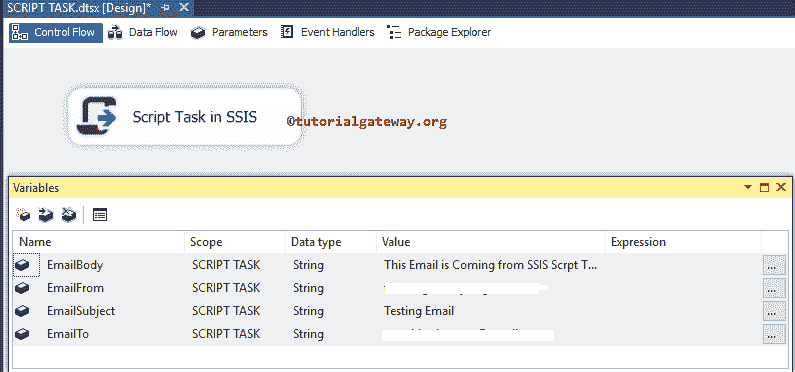 SCRIPT TASK.dtsx [Design]*
Control Flow Data Flow Parameters Event Handlers Package Explorer
Script Task in SSIS
©tutorialgateway.org
Variables
Name Scope Data type Value Expression
EmailBody SCRIPT TASK String This Email is Coming from SSIS Scrpt T... ...
EmailFrom SCRIPT TASK String ...
EmailSubject SCRIPT TASK String Testing Email ...
EmailTo SCRIPT TASK String ...